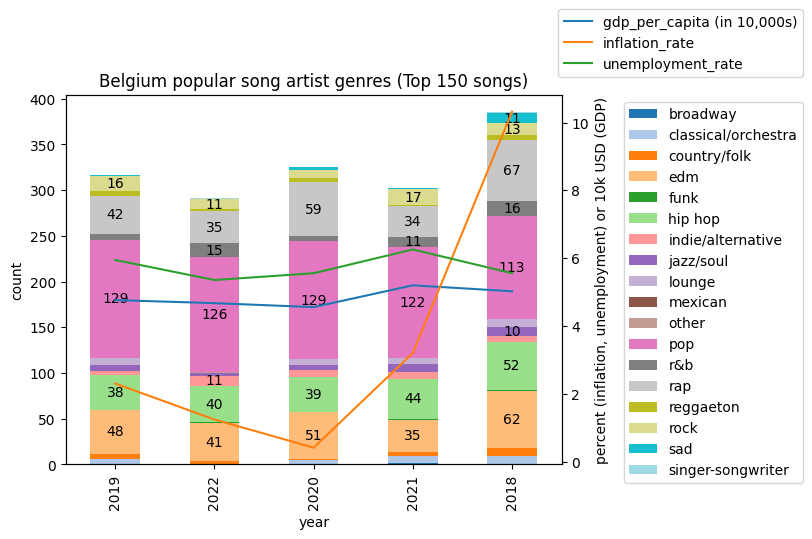 gdp_per_capita (in 10,000s)
inflation_rate
unemployment_rate
Belgium popular song artist genres (Top 150 songs)
400
350
300
250
200
150
100
50
0
count
16
42
129
38
48
11
35
15
126
11
40
41
59
129
39
51
17
34
11
122
44
35
11
13
67
16
113
10
52
62
10
8
6
4
2
0
percent (inflation, unemployment) or 10k USD (GDP)
2019
2022
2020
2021
2018
year
broadway
classical/orchestra
country/folk
edm
funk
hip hop
indie/alternative
jazz/soul
lounge
mexican
other
pop
r&b
rap
reggaeton
rock
sad
singer-songwriter